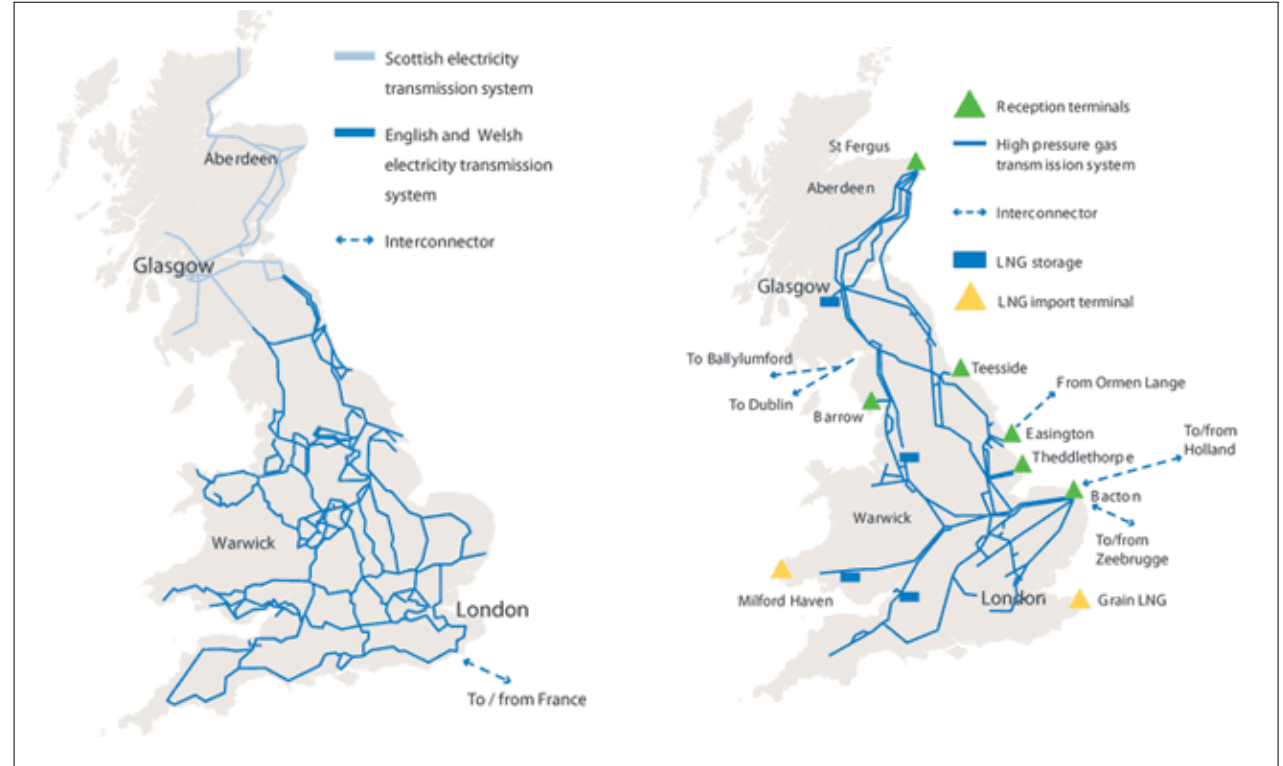 Scottish electricity
transmission system
English and Welsh
electricity transmission
system
Interconnector
Aberdeen
Glasgow
Warwick
London
To / from France
Reception terminals
High pressure gas
transmission system
Interconnector
LNG storage
LNG import terminal
St Fergus
Aberdeen
Glasgow
To Ballylumford
To Dublin
Barrow
Teesside
From Ormen Lange
Easington
Theddlethorpe
To/from
Holland
Bacton
To/from
Zeebrugge
Warwick
Milford Haven
London
Grain LNG